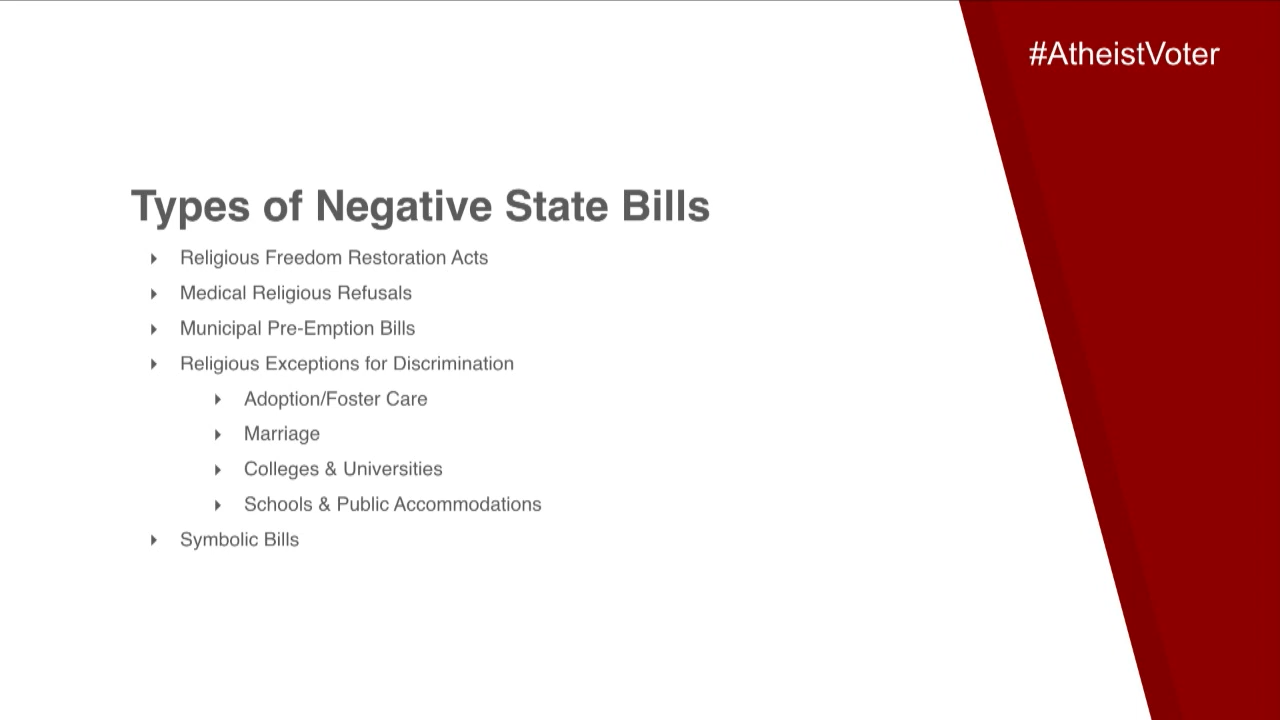 #AtheistVoter
Types of Negative State Bills
Religious Freedom Restoration Acts
Medical Religious Refusals
Municipal Pre-Emption Bills
Religious Exceptions for Discrimination
Adoption/Foster Care
Marriage
Colleges & Universities
Schools & Public Accommodations
Symbolic Bills